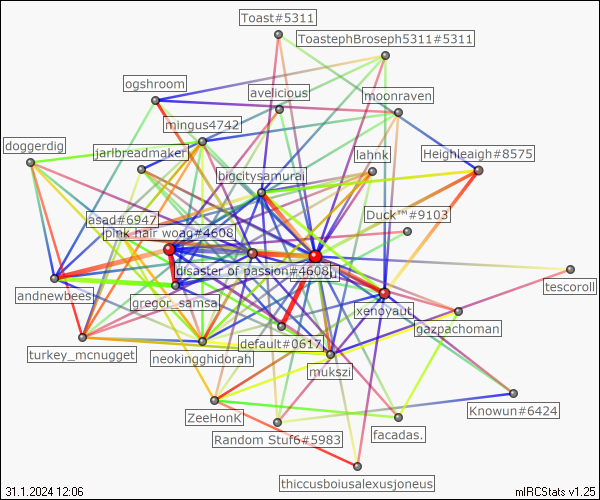 Toast#5311
ToastephBroseph5311#5311
ogshroom
avelicious
moonraven
mingus4742
doggerdig
jarlbreadmaker
lahnk
Heighleaigh#8575
bigcitysamurai
Duck™#9103
asad#6947
pink hair woag#4608
disaster of passion#4608
tescoroll
andnewbees
gregor_samsa
xenoyaut
gazpachoman
default#0617
turkey_mcnugget
neokingghidorah
mukszi
ZeeHonk
Knowun#6424
facadas.
Random Stuf6#5983
thiccusboiusalexusjoneus
31.1.2024 12:06
mIRCStats v1.25